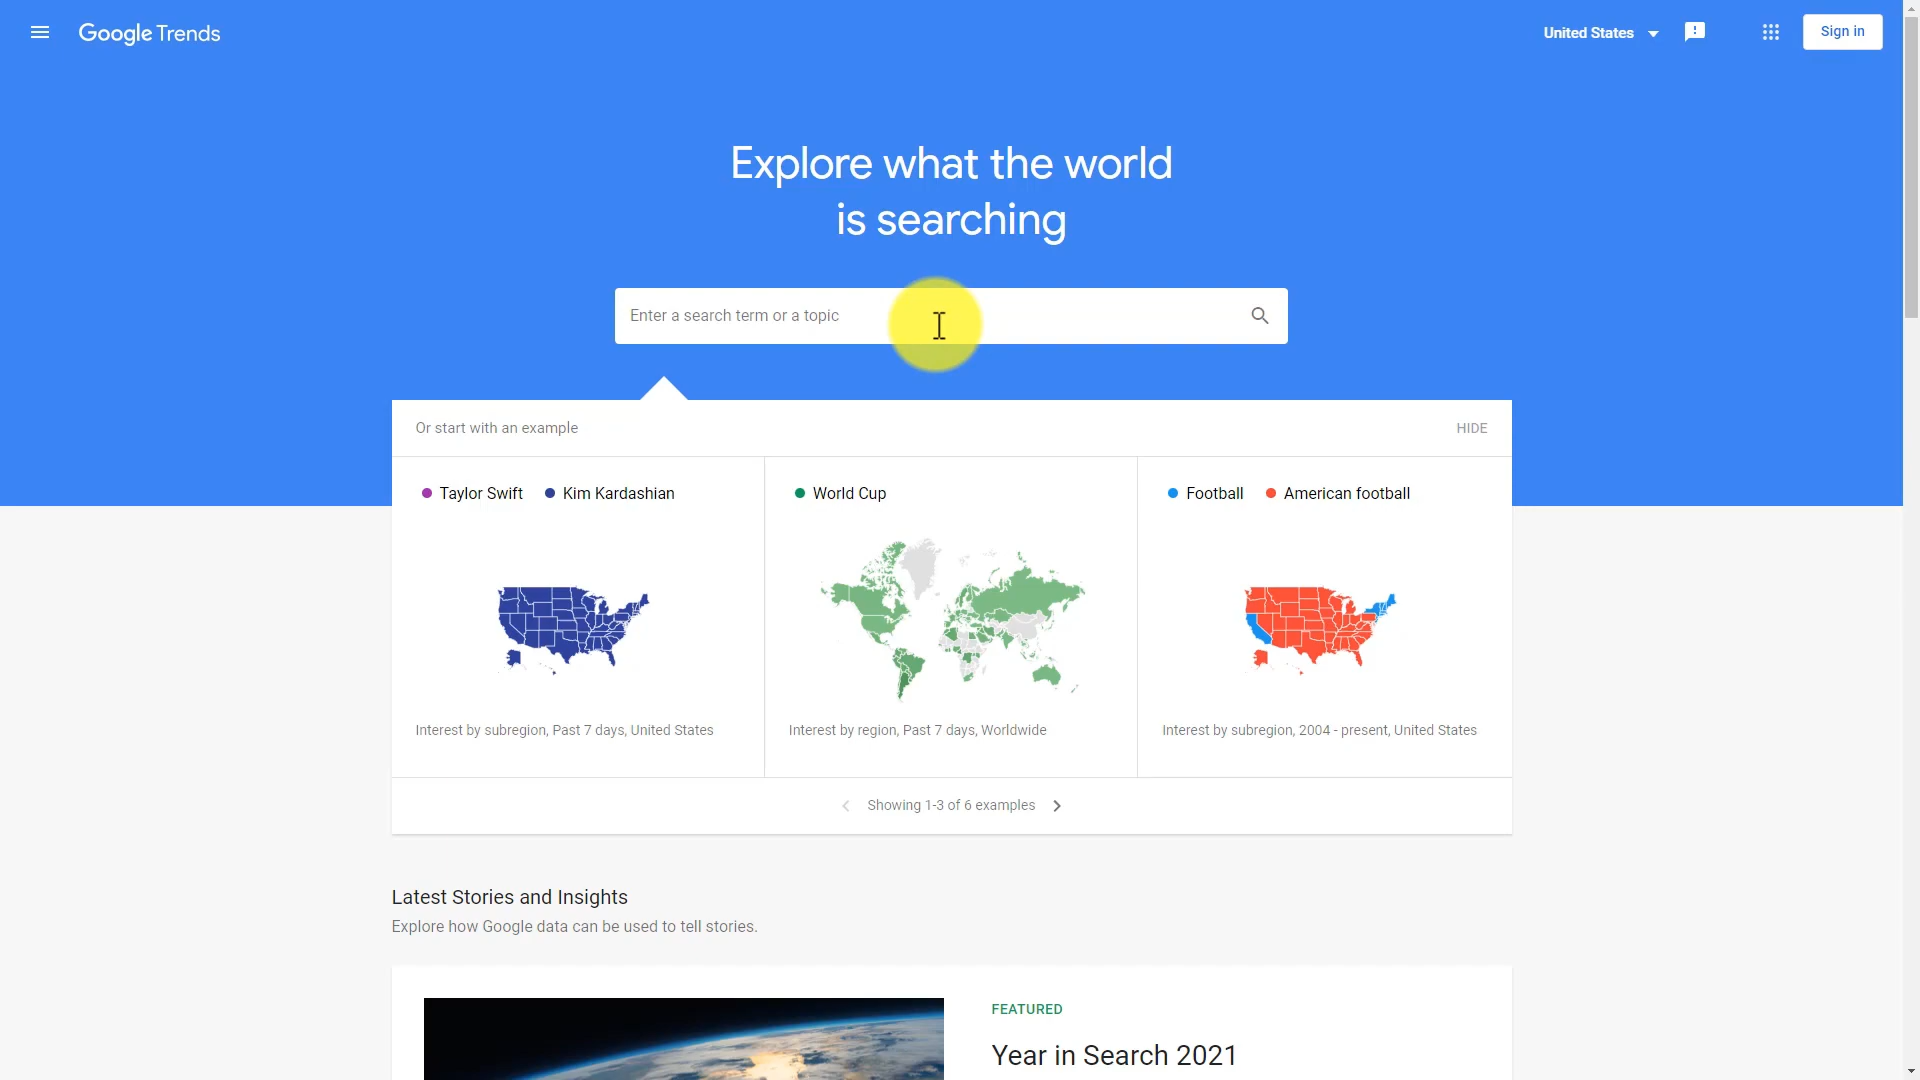 Google Trends
United States
Sign in
Explore what the world
is searching
Enter a search term or a topic
Or start with an example
HIDE
Taylor Swift
Kim Kardashian
World Cup
Football
American football
Interest by subregion, Past 7 days, United States
Interest by region, Past 7 days, Worldwide
Interest by subregion, 2004 - present, United States
Showing 1-3 of 6 examples
Latest Stories and Insights
Explore how Google data can be used to tell stories.
FEATURED
Year in Search 2021